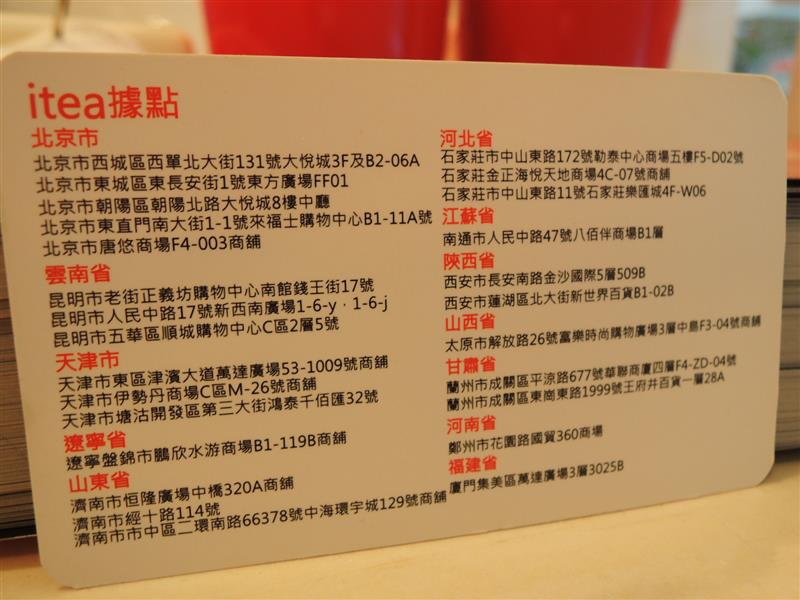 itea據點
北京市
北京市西城區西單北大街131號大悅城3F及B2-06A
北京市東城區東長安街1號東方廣場FF01
北京市朝陽區朝陽北路大悅城8樓中廳
北京市東直門南大街1-1號來福士購物中心B1-11A號
北京市唐悠商場F4-003商舖
雲南省
昆明市老街正義坊購物中心南館錢王街17號
昆明市人民中路17號新西南廣場1-6-y，1-6-j
昆明市五華區順城購物中心C區2層5號
天津市
天津市東區津濱大道萬達廣場53-1009號商舖
天津市伊勢丹商場C區M-26號商舖
天津市塘沽開發區第三大街鴻泰千佰匯32號
遼寧省
遼寧盤錦市鵬欣水游商場B1-119B商舖
山東省
濟南市恒隆廣場中橋320A商舖
濟南市經十路114號
濟南市市中區二環南路66378號中海環宇城129號商舖
河北省
石家莊市中山東路172號勒泰中心商場五樓F5-D02號
石家莊金正海悅天地商場4C-07號商舖
石家莊市中山東路11號石家莊樂匯城4F-W06
江蘇省
南通市人民中路47號八佰伴商場B1層
陝西省
西安市長安南路金沙國際5層509B
西安市蓮湖區北大街新世界百貨B1-02B
山西省
太原市解放路26號富樂時尚購物廣場3層中島F3-04號商舖
甘肅省
蘭州市成關區平涼路677號華聯商廈四層F4-ZD-04號
蘭州市成關區東崗東路1999號王府井百貨一層28A
河南省
鄭州市花園路國貿360商場
福建省
廈門集美區萬達廣場3層3025B